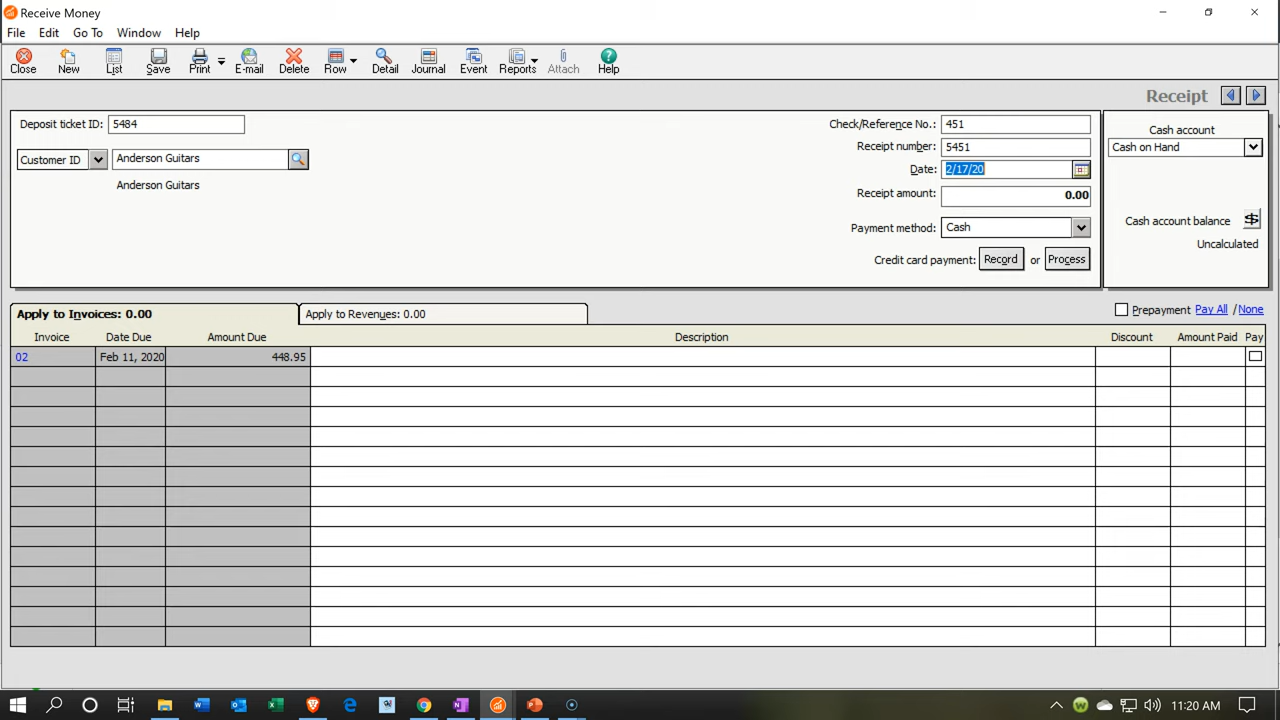 Receive Money
File Edit Go To Window Help
Close New List Save Print E-mail Delete Row Detail Journal Event Reports Attach Help
Receipt
Deposit ticket ID: 5484
Customer ID Anderson Guitars
Anderson Guitars
Check/Reference No.: 451
Receipt number: 5451
Date: 2/17/20
Receipt amount: 0.00
Payment method: Cash
Credit card payment: Record or Process
Cash account
Cash on Hand
Cash account balance
Uncalculated
Apply to Invoices: 0.00 Apply to Revenues: 0.00 Prepayment Pay All / None
Invoice Date Due Amount Due Description Discount Amount Paid Pay
02 Feb 11, 2020 448.95
11:20 AM